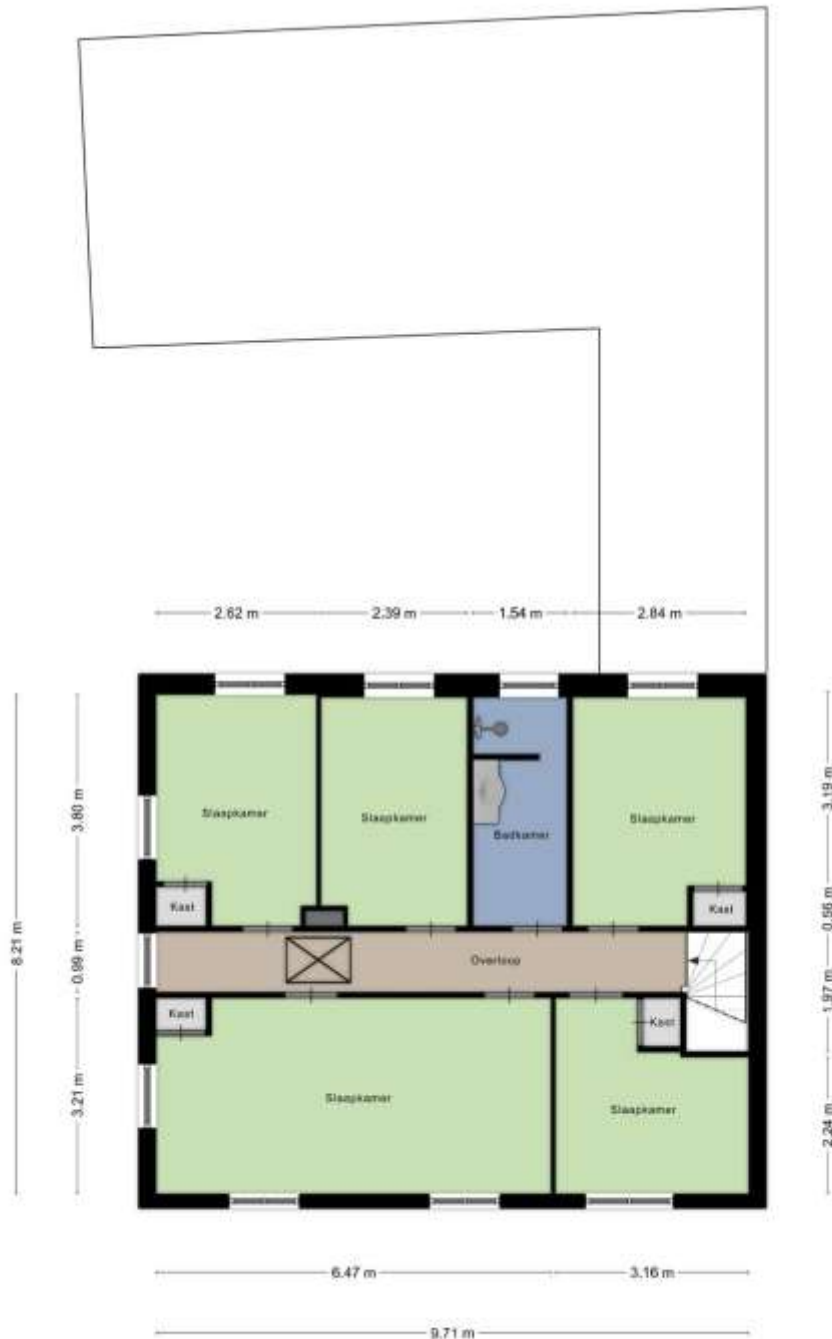 2.62 m
2.39 m
1.54 m
2.84 m
8.21 m
3.80 m
0.99 m
3.21 m
3.19 m
0.56 m
1.97 m
2.24 m
Slaapkamer
Slaapkamer
Badkamer
Slaapkamer
Kast
Kast
Overloop
Kast
Kast
Slaapkamer
Slaapkamer
6.47 m
3.16 m
9.71 m